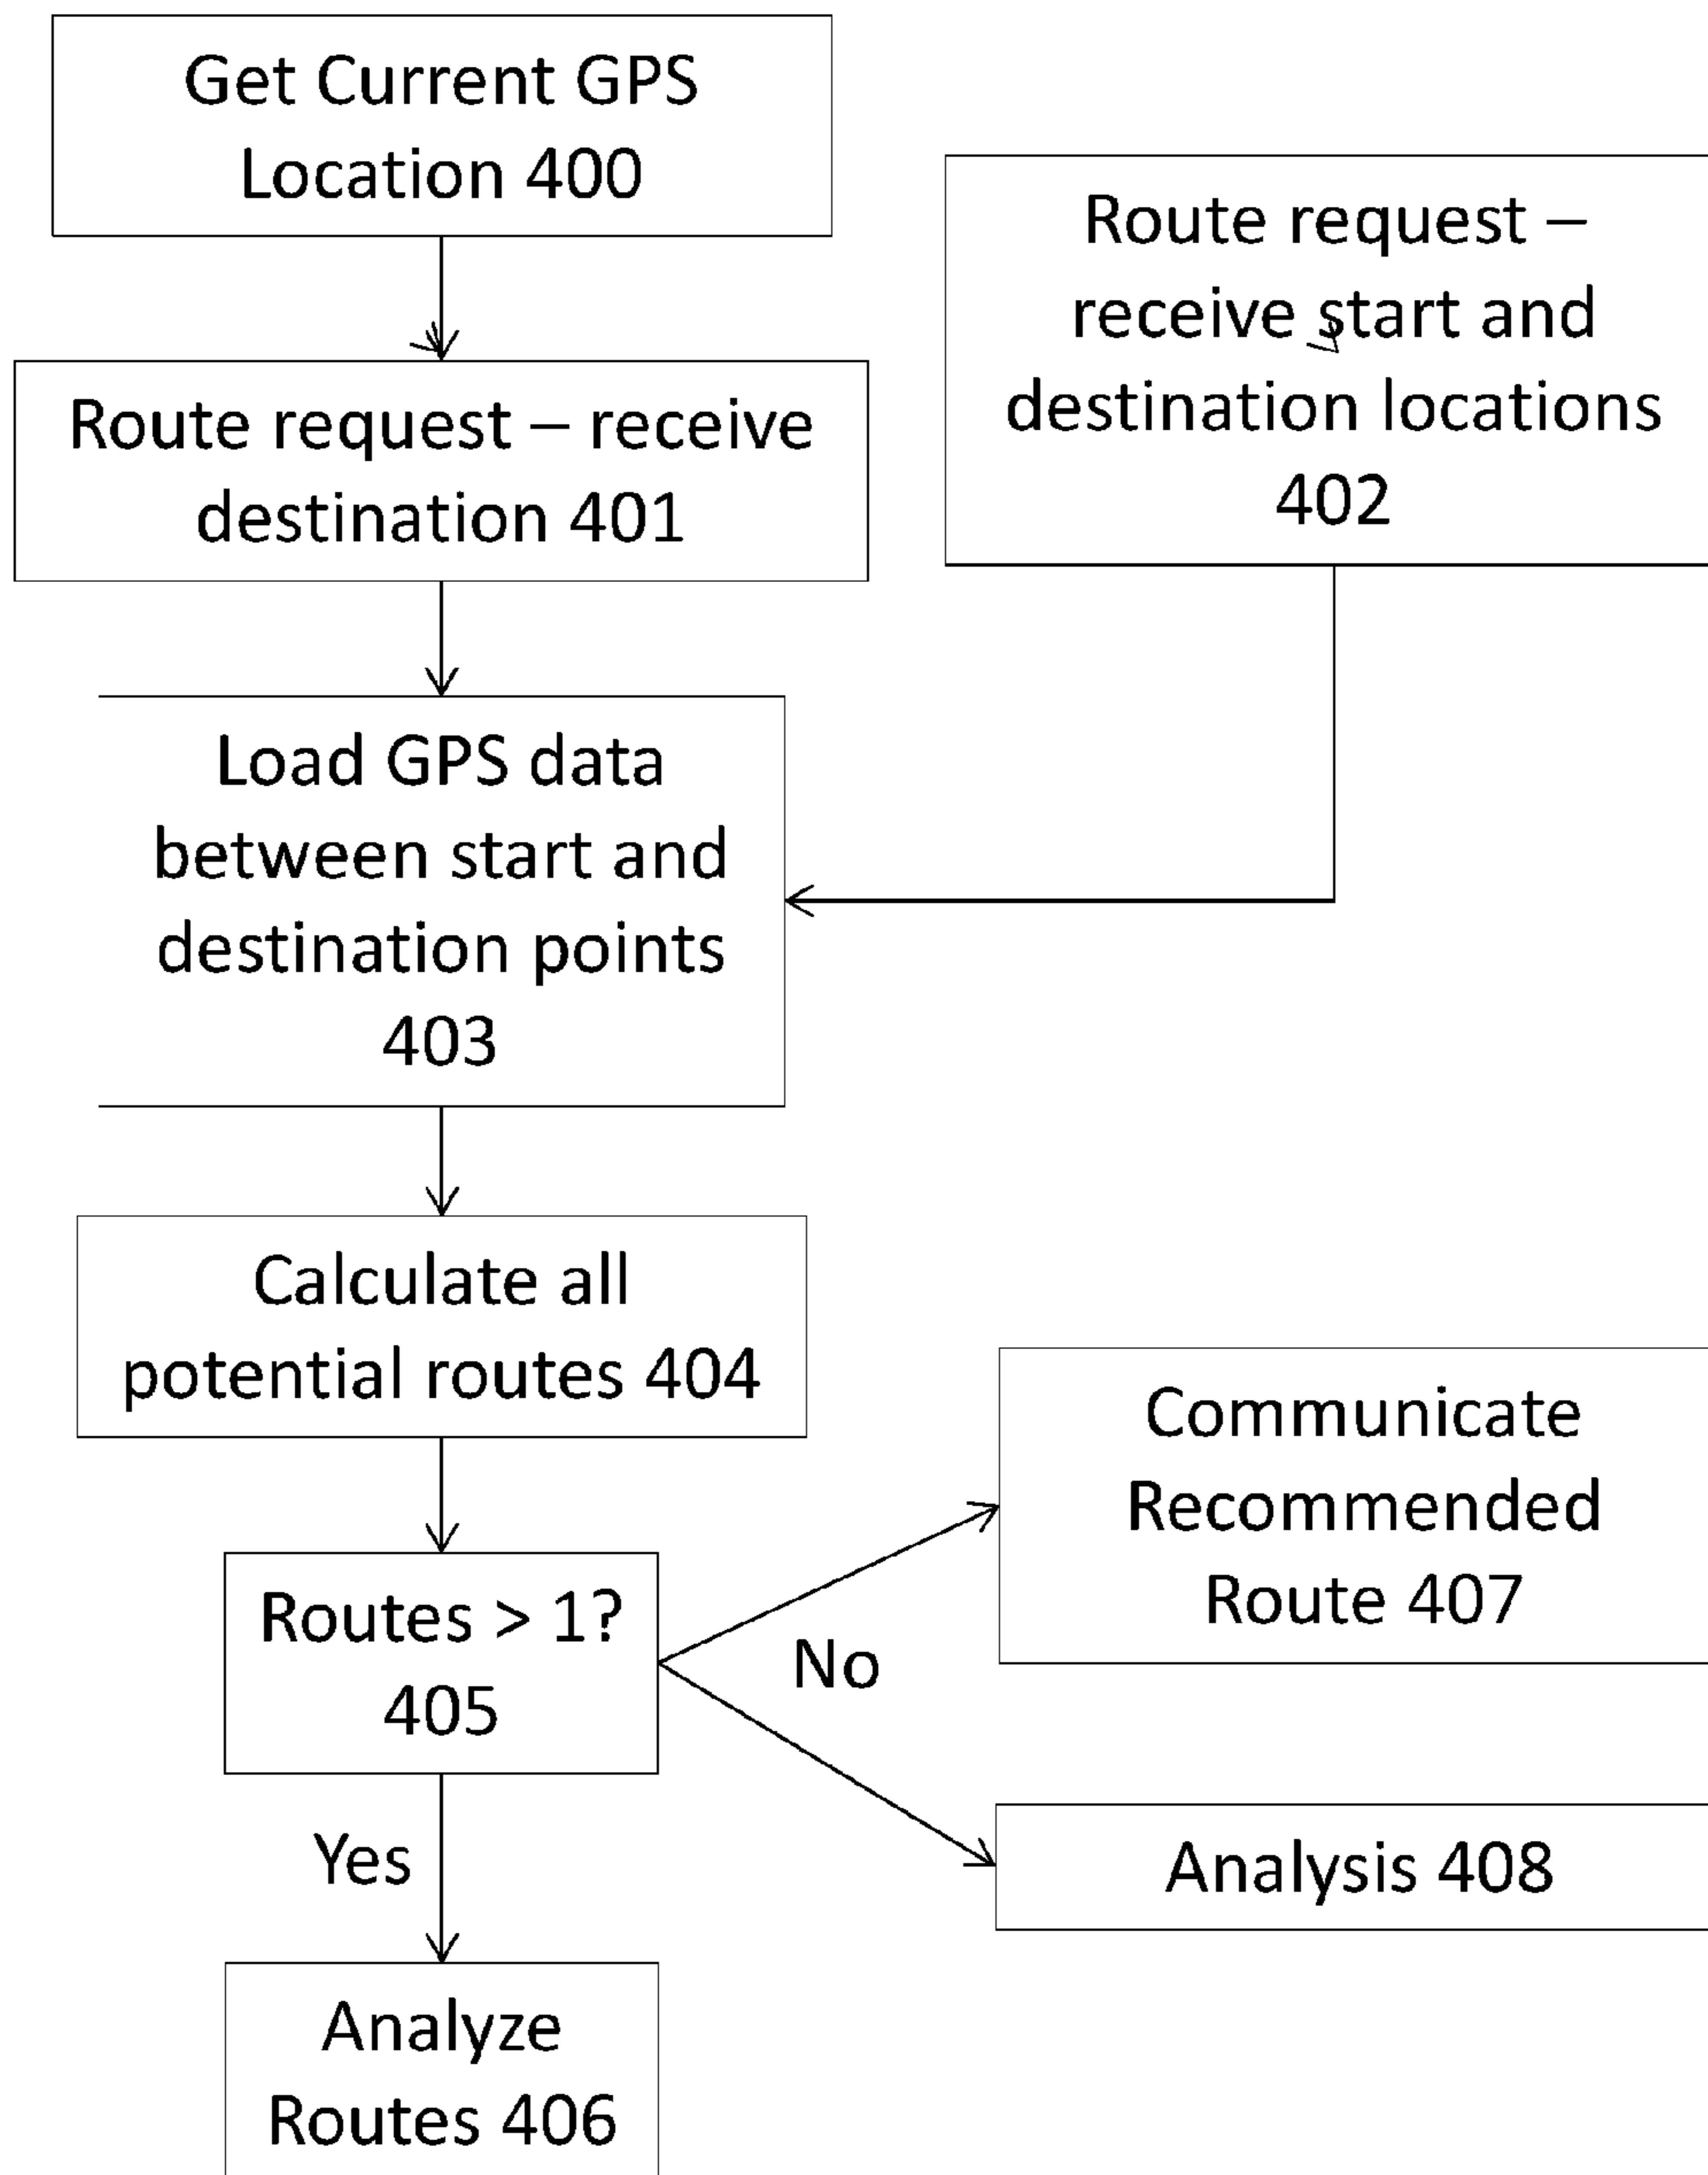 Get Current GPS
Location 400
Route request –
receive start and
destination locations
402
Route request – receive
destination 401
Load GPS data
between start and
destination points
403
Calculate all
potential routes 404
Communicate
Recommended
Route 407
Routes > 1?
405
No
Yes
Analysis 408
Analyze
Routes 406